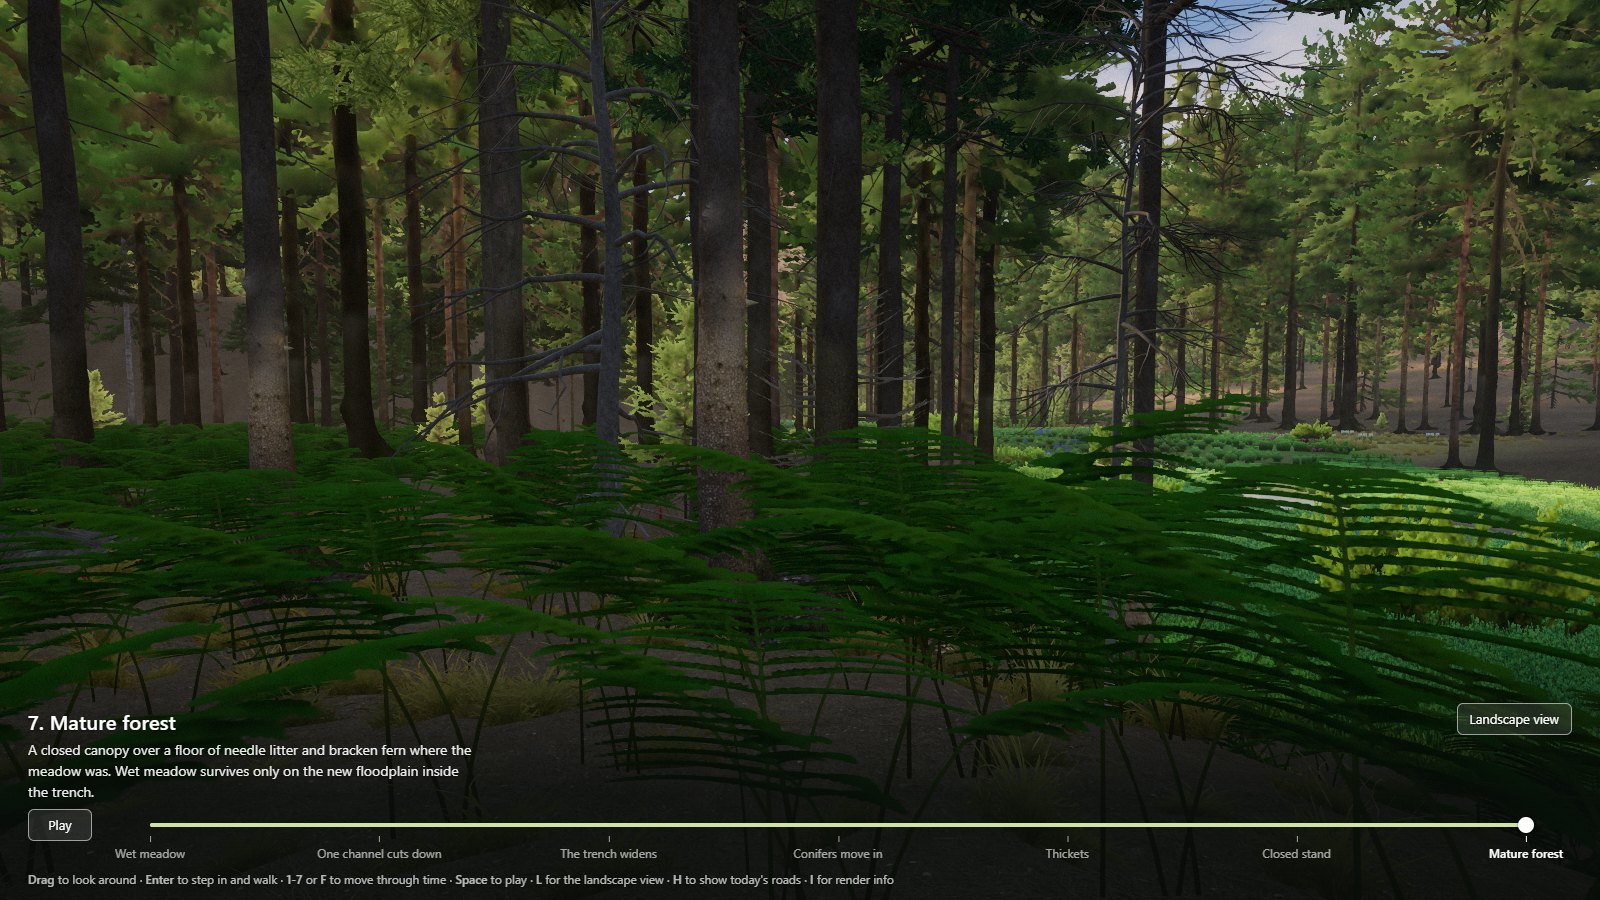 7. Mature forest
A closed canopy over a floor of needle litter and bracken fern where the
meadow was. Wet meadow survives only on the new floodplain inside
the trench.
Landscape view
Play
Wet meadow
One channel cuts down
The trench widens
Conifers move in
Thickets
Closed stand
Mature forest
Drag to look around · Enter to step in and walk · 1-7 or F to move through time · Space to play · L for the landscape view · H to show today's roads · I for render info